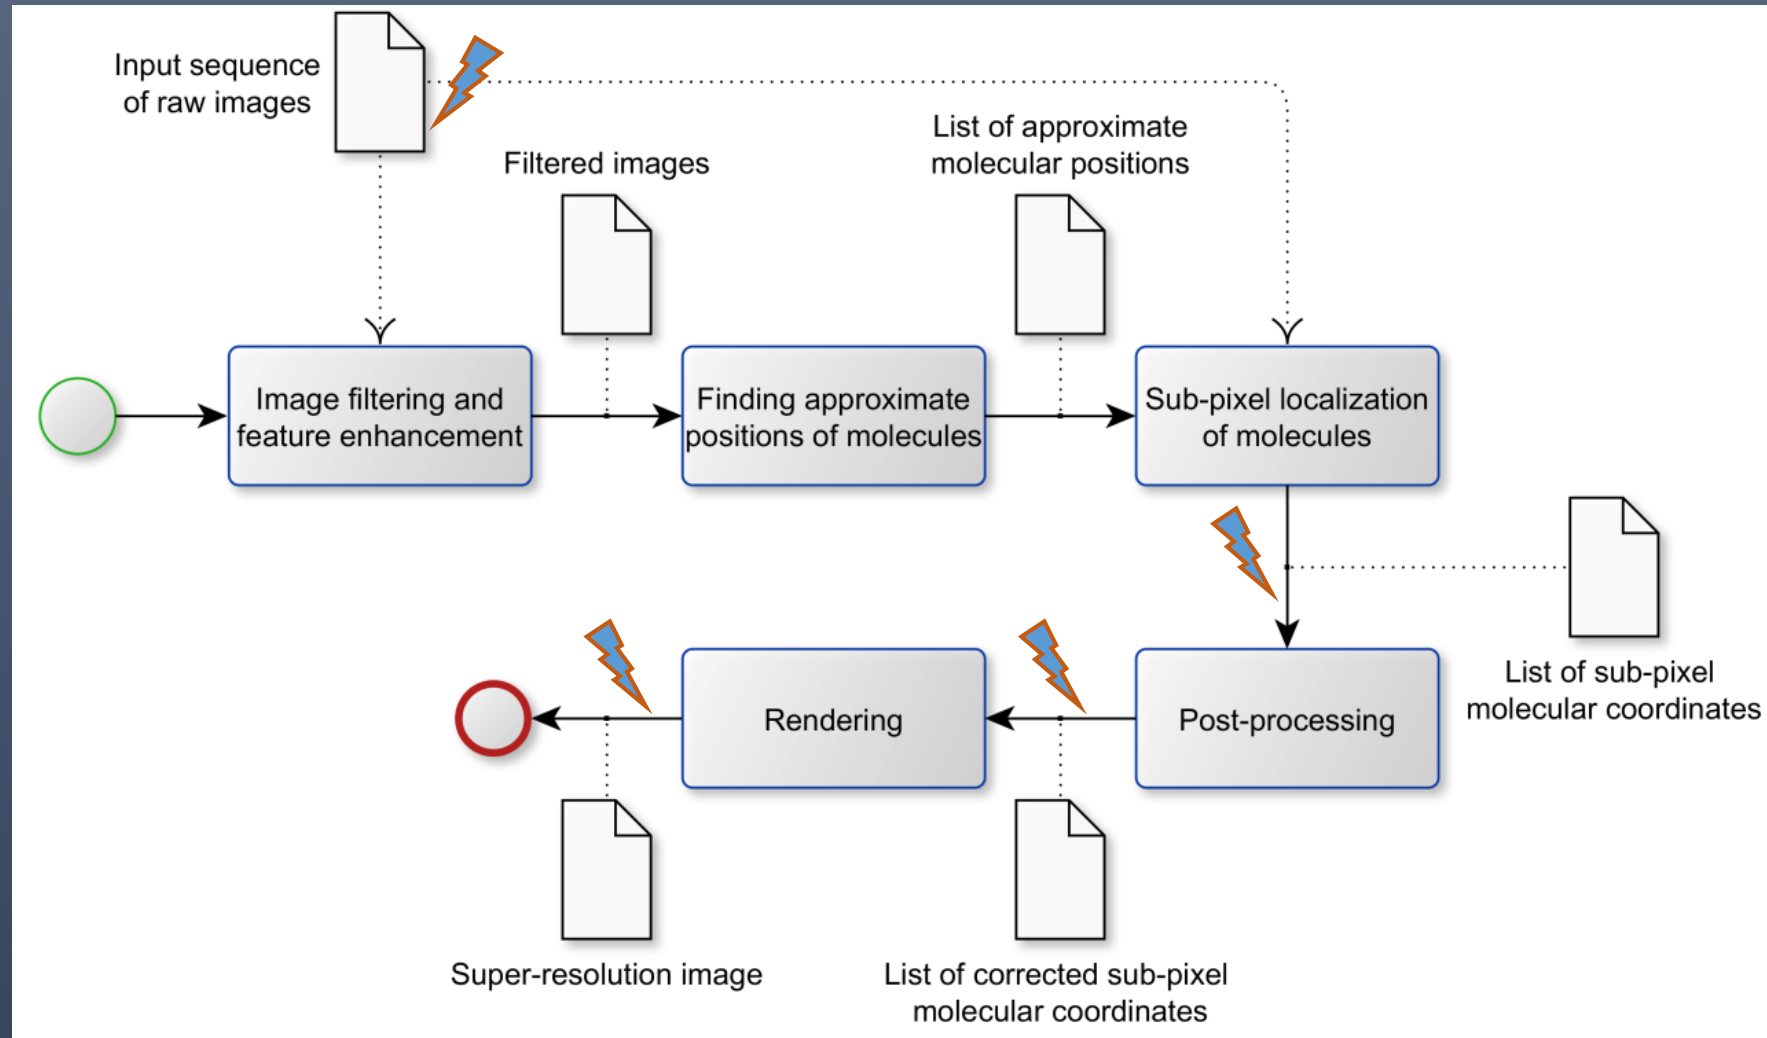 Input sequence
of raw images
Filtered images
List of approximate
molecular positions
Image filtering and
feature enhancement
Finding approximate
positions of molecules
Sub-pixel localization
of molecules
List of sub-pixel
molecular coordinates
Post-processing
Rendering
Super-resolution image
List of corrected sub-pixel
molecular coordinates